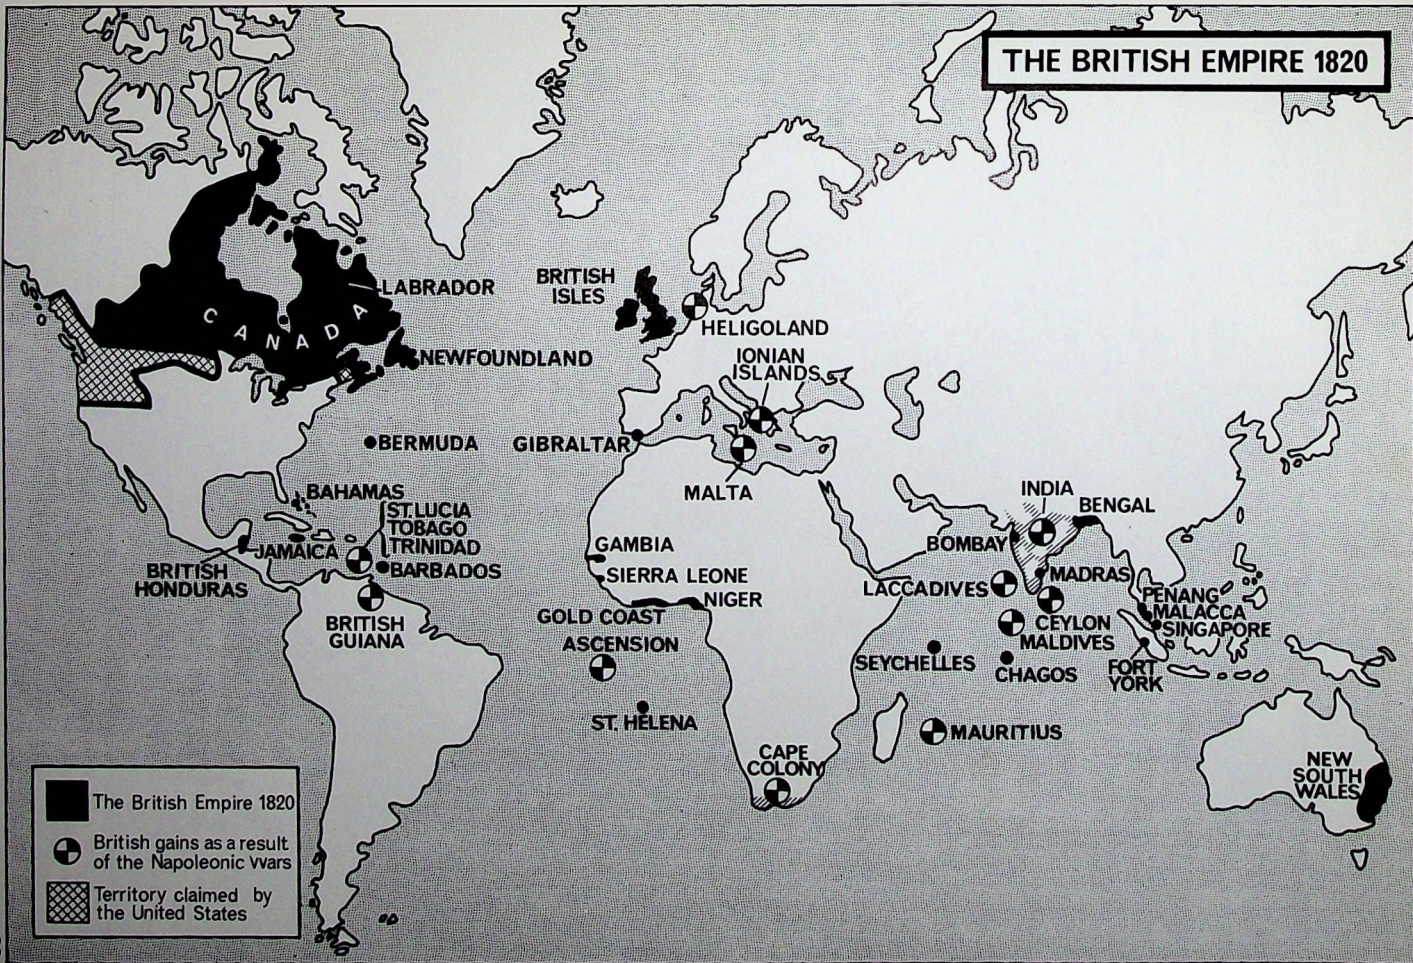 THE BRITISH EMPIRE 1820
CANADA
LABRADOR
NEWFOUNDLAND
BRITISH
ISLES
HELIGOLAND
IONIAN
ISLANDS
BERMUDA
GIBRALTAR
MALTA
BAHAMAS
ST. LUCIA
TOBAGO
TRINIDAD
JAMAICA
BARBADOS
BRITISH
HONDURAS
BRITISH
GUIANA
GAMBIA
SIERRA LEONE
NIGER
GOLD COAST
ASCENSION
ST. HELENA
CAPE
COLONY
INDIA
BENGAL
BOMBAY
MADRAS
LACCADIVES
CEYLON
MALDIVES
PENANG
MALACCA
SINGAPORE
SEYCHELLES
CHAGOS
FORT
YORK
MAURITIUS
NEW
SOUTH
WALES
The British Empire 1820
British gains as a result
of the Napoleonic Wars
Territory claimed by
the United States